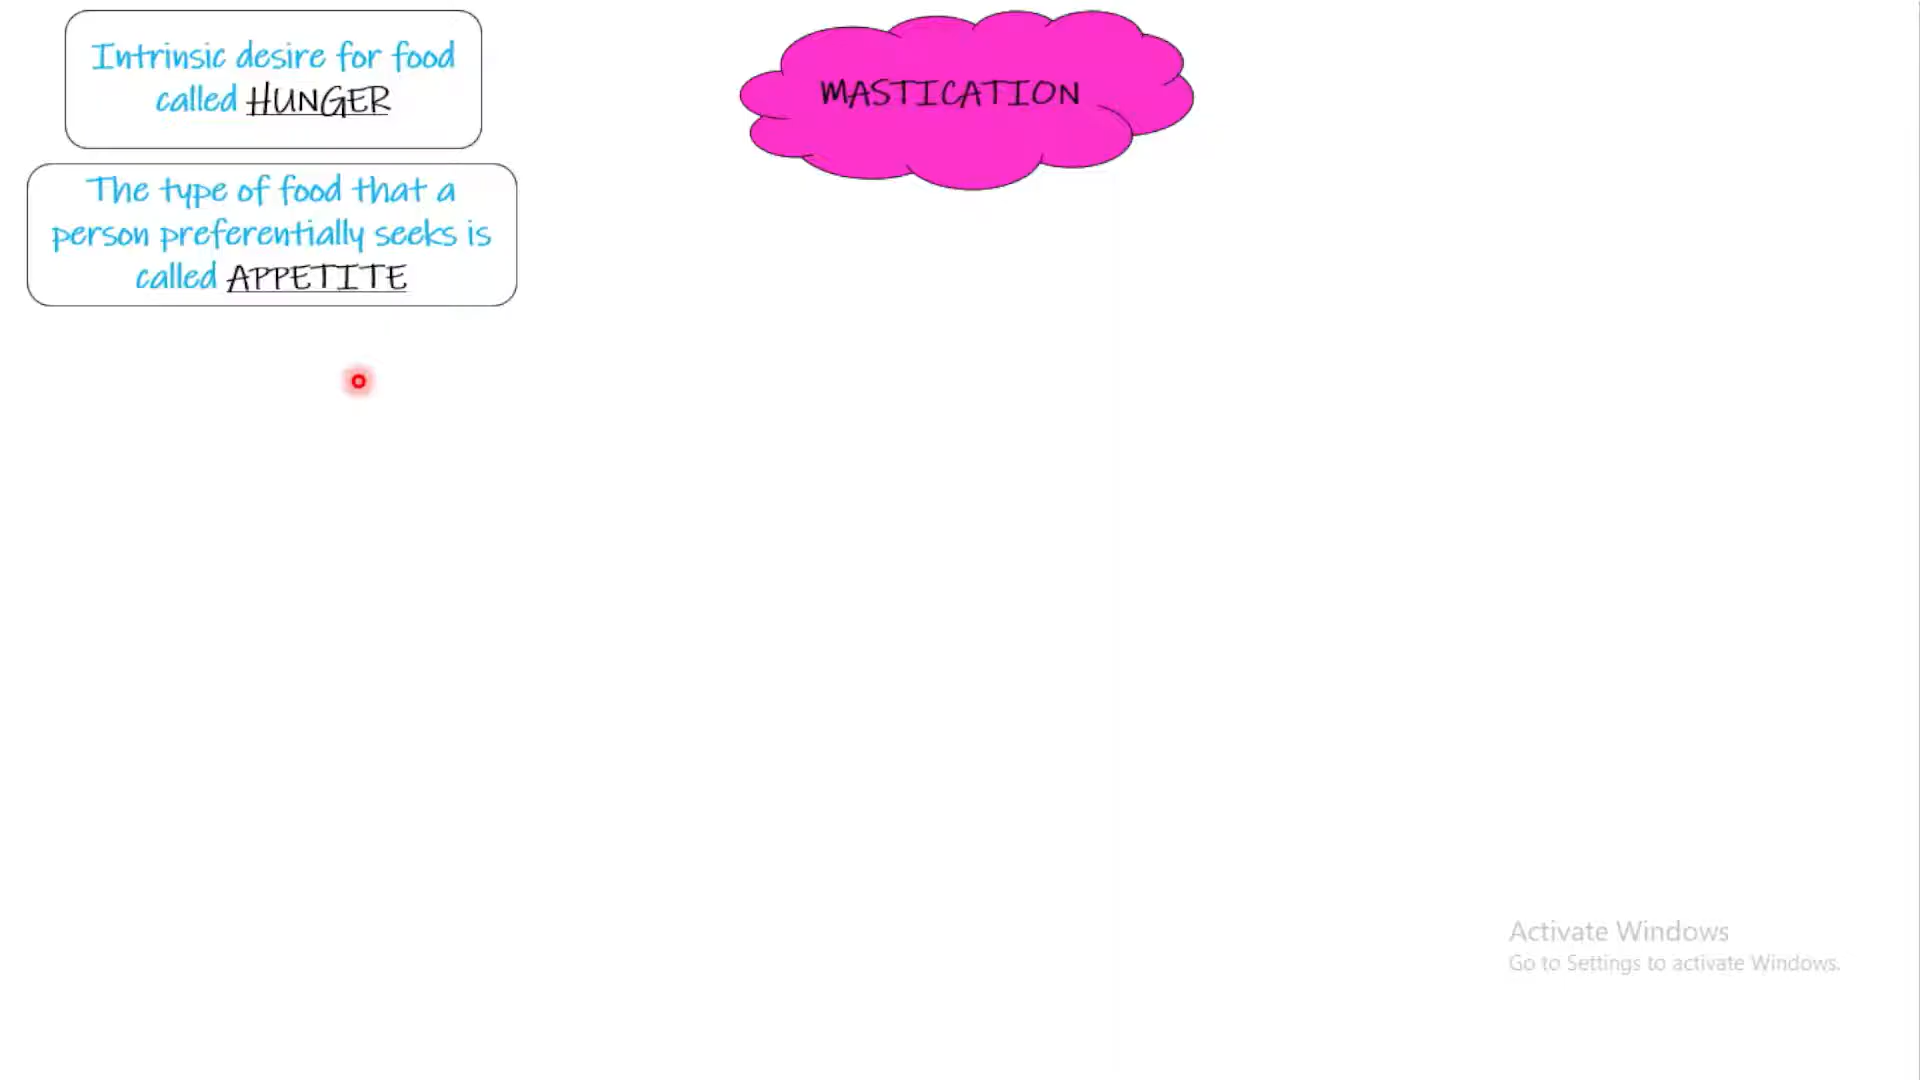 Intrinsic desire for food
called HUNGER
The type of food that a
person preferentially seeks is
called APPETITE
MASTICATION
Activate Windows
Go to Settings to activate Windows.